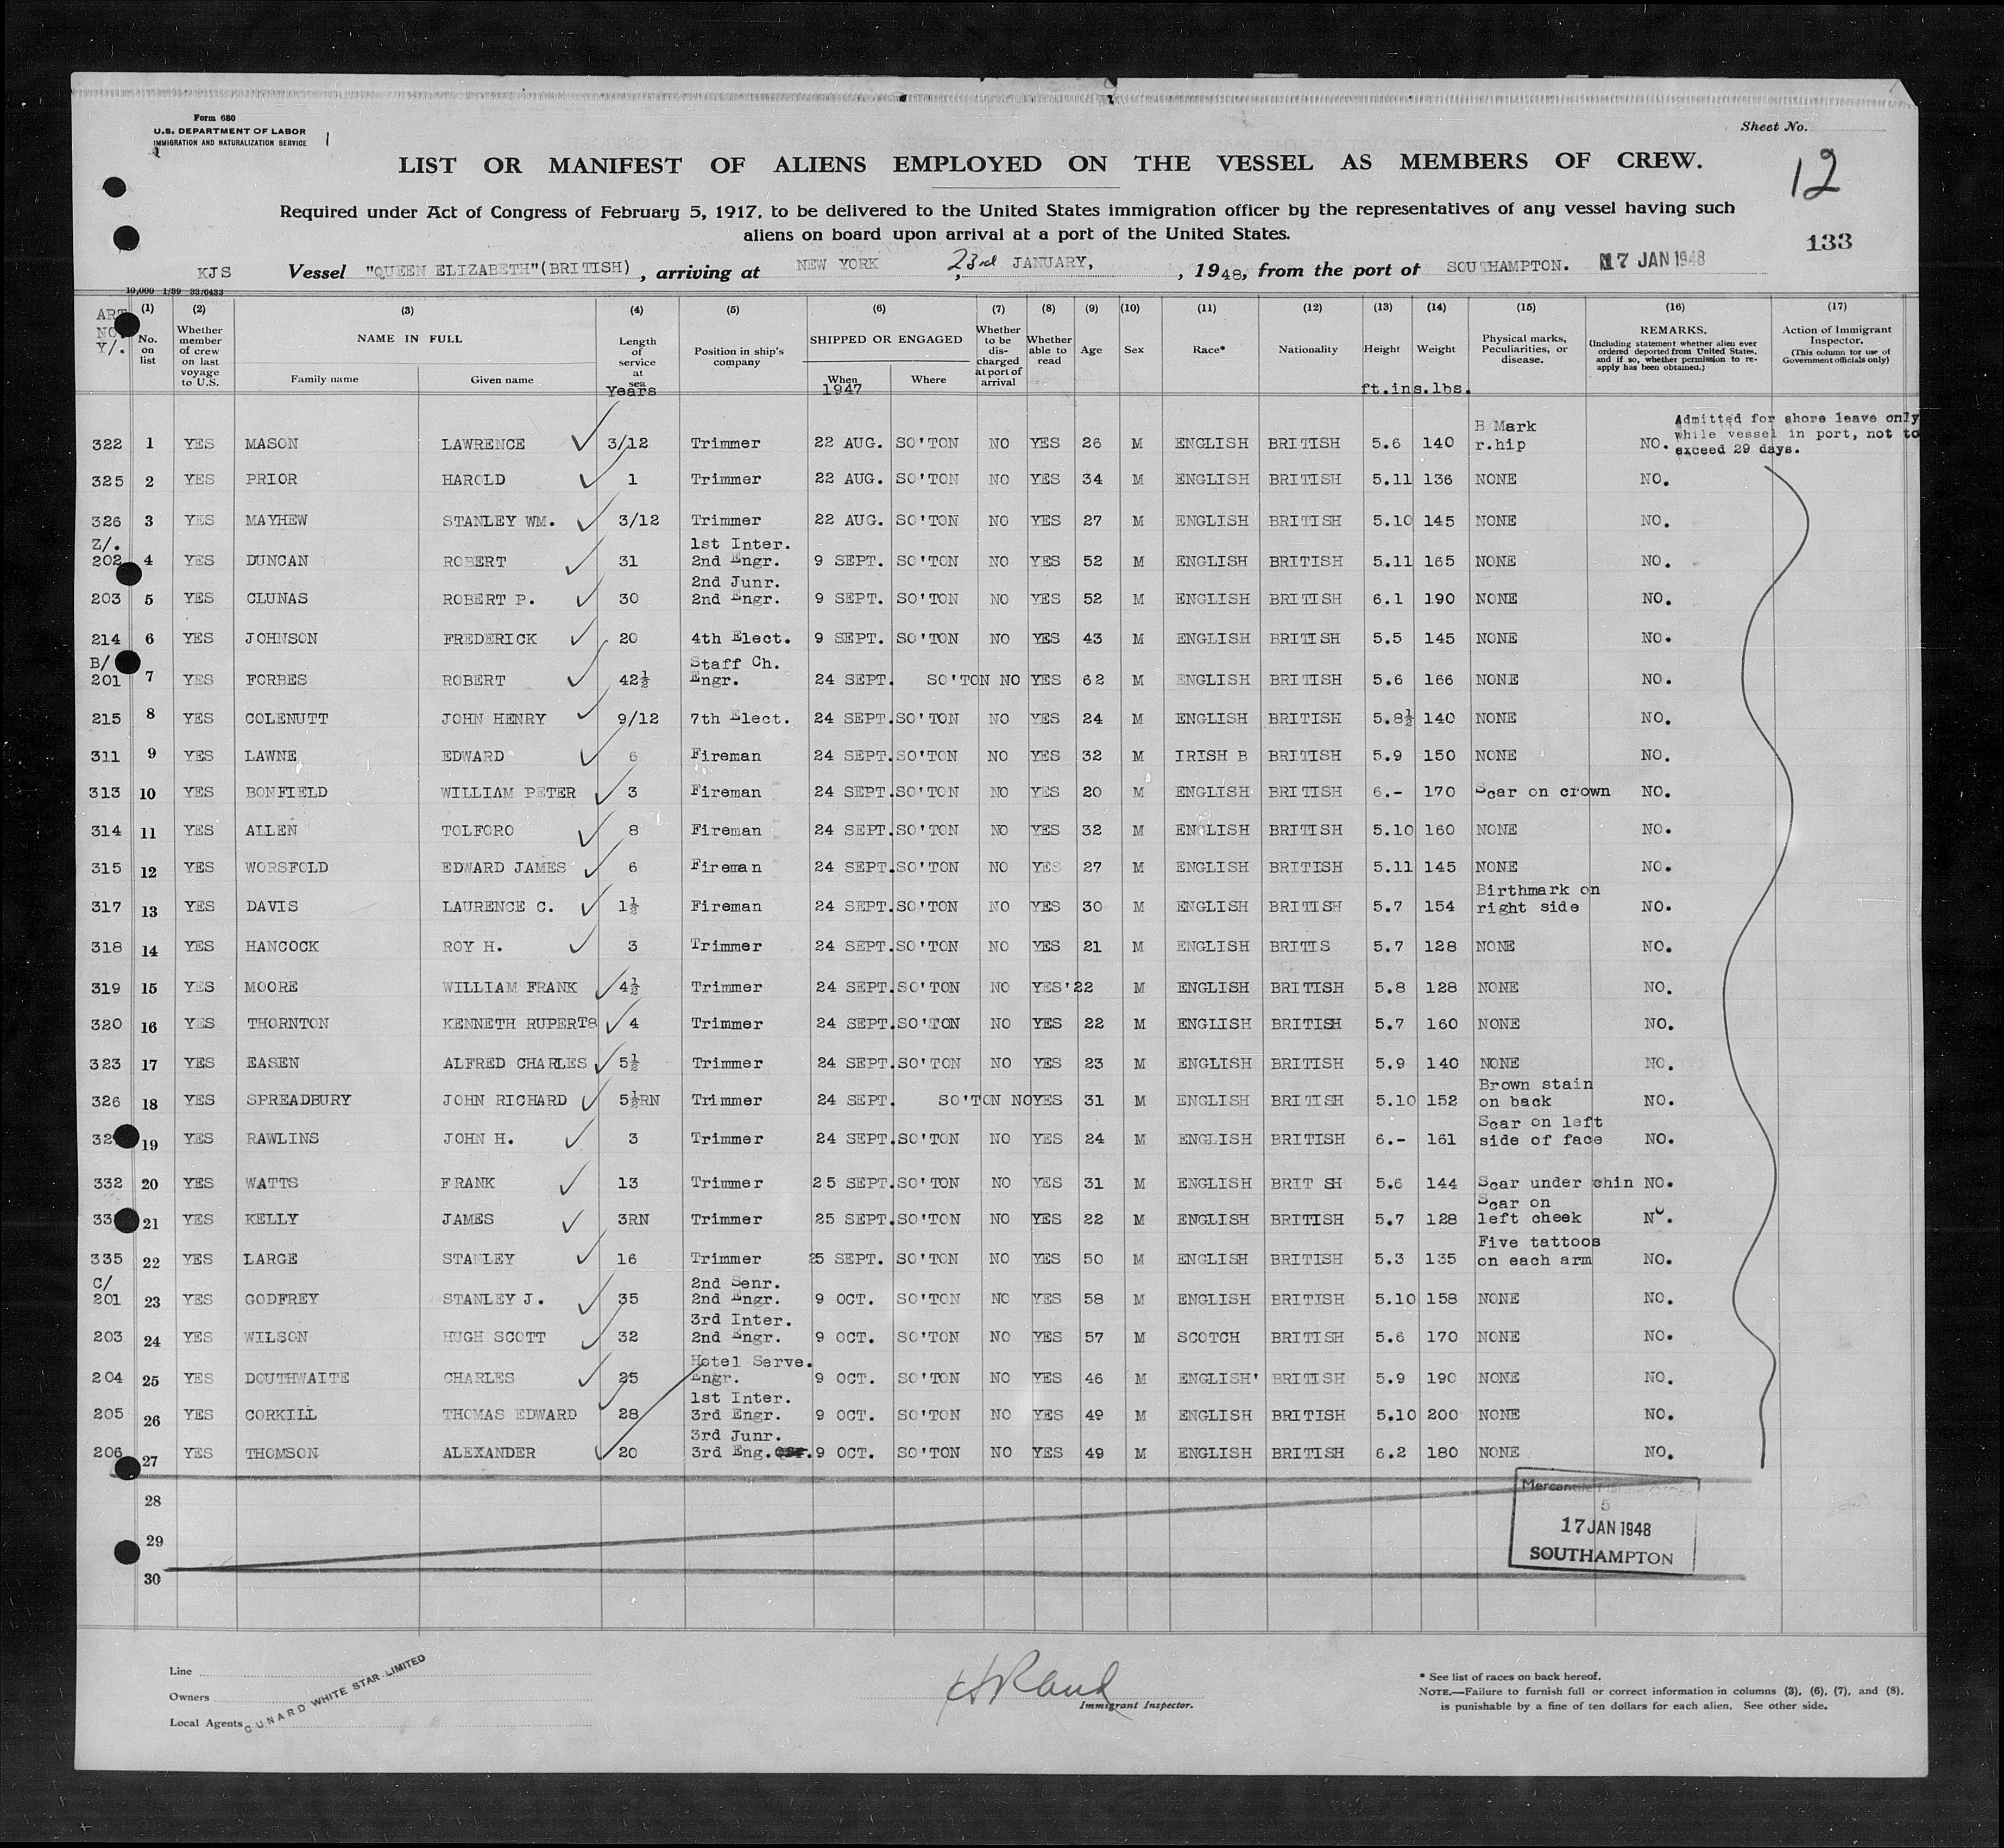 Form 680
U.S. DEPARTMENT OF LABOR
IMMIGRATION AND NATURALIZATION SERVICE
Sheet No.
12
133
LIST OR MANIFEST OF ALIENS EMPLOYED ON THE VESSEL AS MEMBERS OF CREW.
Required under Act of Congress of February 5, 1917, to be delivered to the United States immigration officer by the representatives of any vessel having such
aliens on board upon arrival at a port of the United States.
KJS Vessel "QUEEN ELIZABETH"(BRITISH), arriving at NEW YORK 23rd JANUARY, , 1948, from the port of SOUTHAMPTON. 17 JAN 1948
10,000 1/39 33/6433
ART NO. Y/. (1) No. on list (2) Whether member of crew on last voyage to U.S. (3) NAME IN FULL Family name Given name (4) Length of service at sea Years (5) Position in ship's company (6) SHIPPED OR ENGAGED When 1947 Where (7) Whether to be discharged at port of arrival (8) Whether able to read (9) Age (10) Sex (11) Race* (12) Nationality (13) Height ft.ins. (14) Weight lbs. (15) Physical marks, Peculiarities, or disease. (16) REMARKS. (Including statement whether alien ever ordered deported from United States, and if so, whether permission to re-apply has been obtained.) (17) Action of Immigrant Inspector. (This column for use of Government officials only)
322 1 YES MASON LAWRENCE 3/12 Trimmer 22 AUG. SO'TON NO YES 26 M ENGLISH BRITISH 5.6 140 B Mark r.hip NO. Admitted for shore leave only while vessel in port, not to exceed 29 days.
325 2 YES PRIOR HAROLD 1 Trimmer 22 AUG. SO'TON NO YES 34 M ENGLISH BRITISH 5.11 136 NONE NO.
326 3 YES MAYHEW STANLEY WM. 3/12 Trimmer 22 AUG. SO'TON NO YES 27 M ENGLISH BRITISH 5.10 145 NONE NO.
Z/. 202 4 YES DUNCAN ROBERT 31 1st Inter. 2nd Engr. 9 SEPT. SO'TON NO YES 52 M ENGLISH BRITISH 5.11 165 NONE NO.
203 5 YES CLUNAS ROBERT P. 30 2nd Junr. 2nd Engr. 9 SEPT. SO'TON NO YES 52 M ENGLISH BRITISH 6.1 190 NONE NO.
214 6 YES JOHNSON FREDERICK 20 4th Elect. 9 SEPT. SO'TON NO YES 43 M ENGLISH BRITISH 5.5 145 NONE NO.
B/ 201 7 YES FORBES ROBERT 42½ Staff Ch. Engr. 24 SEPT. SO'TON NO YES 62 M ENGLISH BRITISH 5.6 166 NONE NO.
215 8 YES COLENUTT JOHN HENRY 9/12 7th Elect. 24 SEPT. SO'TON NO YES 24 M ENGLISH BRITISH 5.8½ 140 NONE NO.
311 9 YES LAWNE EDWARD 6 Fireman 24 SEPT. SO'TON NO YES 32 M IRISH B BRITISH 5.9 150 NONE NO.
313 10 YES BONFIELD WILLIAM PETER 3 Fireman 24 SEPT. SO'TON NO YES 20 M ENGLISH BRITISH 6.- 170 Scar on crown NO.
314 11 YES ALLEN TOLFORO 8 Fireman 24 SEPT. SO'TON NO YES 32 M ENGLISH BRITISH 5.10 160 NONE NO.
315 12 YES WORSFOLD EDWARD JAMES 6 Fireman 24 SEPT. SO'TON NO YES 27 M ENGLISH BRITISH 5.11 145 NONE NO.
317 13 YES DAVIS LAURENCE C. 1½ Fireman 24 SEPT. SO'TON NO YES 30 M ENGLISH BRITISH 5.7 154 Birthmark on right side NO.
318 14 YES HANCOCK ROY H. 3 Trimmer 24 SEPT. SO'TON NO YES 21 M ENGLISH BRITIS 5.7 128 NONE NO.
319 15 YES MOORE WILLIAM FRANK 4½ Trimmer 24 SEPT. SO'TON NO YES'22 M ENGLISH BRITISH 5.8 128 NONE NO.
320 16 YES THORNTON KENNETH RUPERT8 4 Trimmer 24 SEPT. SO'TON NO YES 22 M ENGLISH BRITISH 5.7 160 NONE NO.
323 17 YES EASEN ALFRED CHARLES 5½ Trimmer 24 SEPT. SO'TON NO YES 23 M ENGLISH BRITISH 5.9 140 NONE NO.
326 18 YES SPREADBURY JOHN RICHARD 5½RN Trimmer 24 SEPT. SO'TON NO YES 31 M ENGLISH BRITISH 5.10 152 Brown stain on back NO.
19 YES RAWLINS JOHN H. 3 Trimmer 24 SEPT. SO'TON NO YES 24 M ENGLISH BRITISH 6.- 161 Scar on left side of face NO.
332 20 YES WATTS FRANK 13 Trimmer 25 SEPT. SO'TON NO YES 31 M ENGLISH BRIT SH 5.6 144 Scar under chin NO.
21 YES KELLY JAMES 3RN Trimmer 25 SEPT. SO'TON NO YES 22 M ENGLISH BRITISH 5.7 128 Scar on left cheek NO.
335 22 YES LARGE STANLEY 16 Trimmer 25 SEPT. SO'TON NO YES 50 M ENGLISH BRITISH 5.3 135 Five tattoos on each arm NO.
C/ 201 23 YES GODFREY STANLEY J. 35 2nd Senr. 2nd Engr. 9 OCT. SO'TON NO YES 58 M ENGLISH BRITISH 5.10 158 NONE NO.
203 24 YES WILSON HUGH SCOTT 32 3rd Inter. 2nd Engr. 9 OCT. SO'TON NO YES 57 M SCOTCH BRITISH 5.6 170 NONE NO.
204 25 YES DOUTHWAITE CHARLES 25 Hotel Serve. Engr. 9 OCT. SO'TON NO YES 46 M ENGLISH' BRITISH 5.9 190 NONE NO.
205 26 YES CORKILL THOMAS EDWARD 28 1st Inter. 3rd Engr. 9 OCT. SO'TON NO YES 49 M ENGLISH BRITISH 5.10 200 NONE NO.
206 27 YES THOMSON ALEXANDER 20 3rd Junr. 3rd Eng. 9 OCT. SO'TON NO YES 49 M ENGLISH BRITISH 6.2 180 NONE NO.
28
29
30
Mercantile
5
17 JAN 1948
SOUTHAMPTON
Line
Owners
Local Agents
CUNARD WHITE STAR LIMITED
Immigrant Inspector.
* See list of races on back hereof.
NOTE.—Failure to furnish full or correct information in columns (3), (6), (7), and (8),
is punishable by a fine of ten dollars for each alien. See other side.